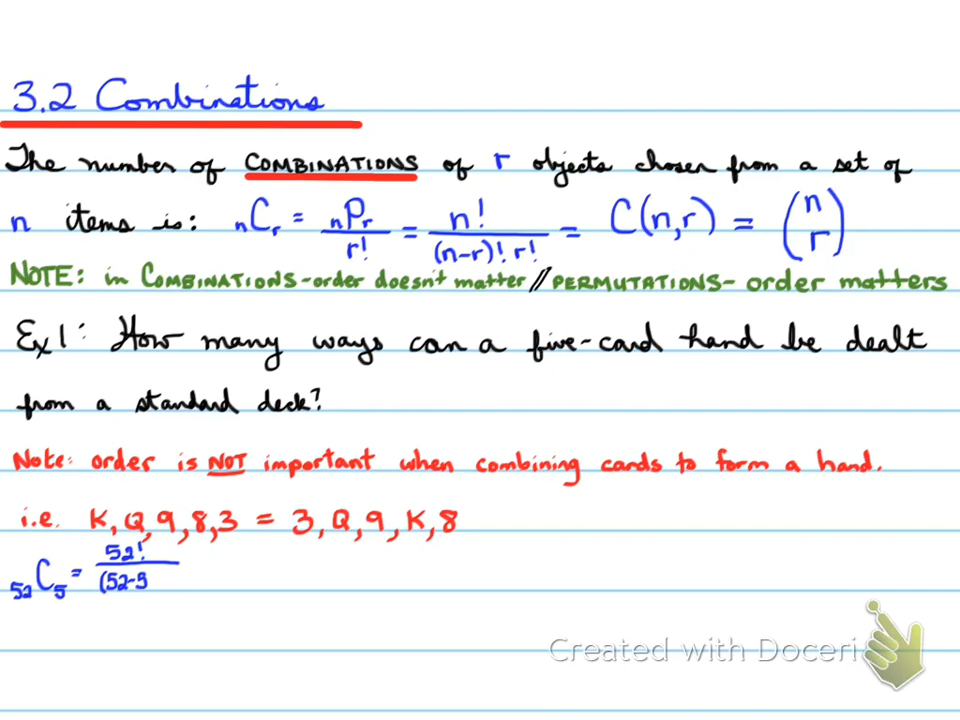 3.2 Combinations
The number of COMBINATIONS of r objects chosen from a set of
n items is: nCr = nPr / r! = n! / (n-r)! r! = C(n,r) = (n r)
NOTE: in COMBINATIONS-order doesn't matter // PERMUTATIONS- order matters
Ex1: How many ways can a five-card hand be dealt
from a standard deck?
Note: order is NOT important when combining cards to form a hand.
i.e. K, Q, 9, 8, 3 = 3, Q, 9, K, 8
52C5 = 52! / (52-5
Created with Doceri